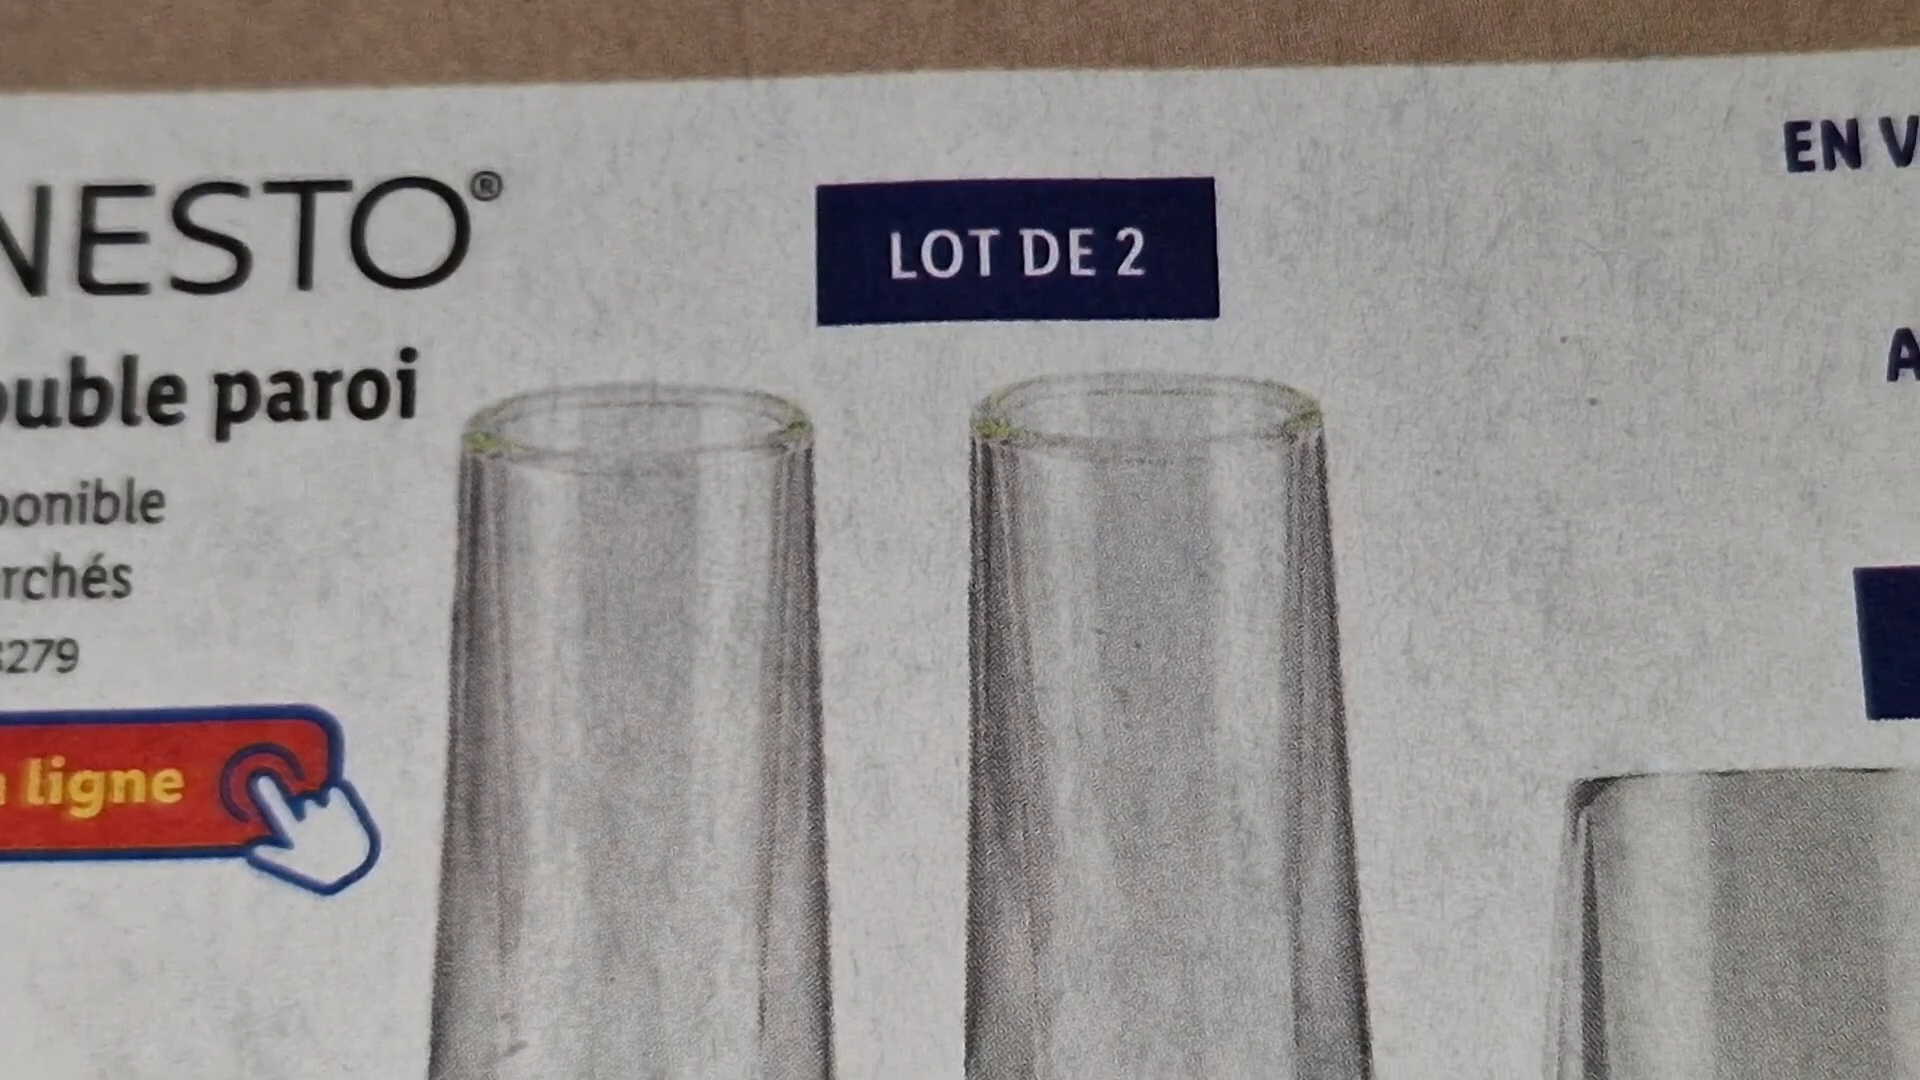 NESTO®
LOT DE 2
EN V
A
ouble paroi
ponible
rchés
279
ligne